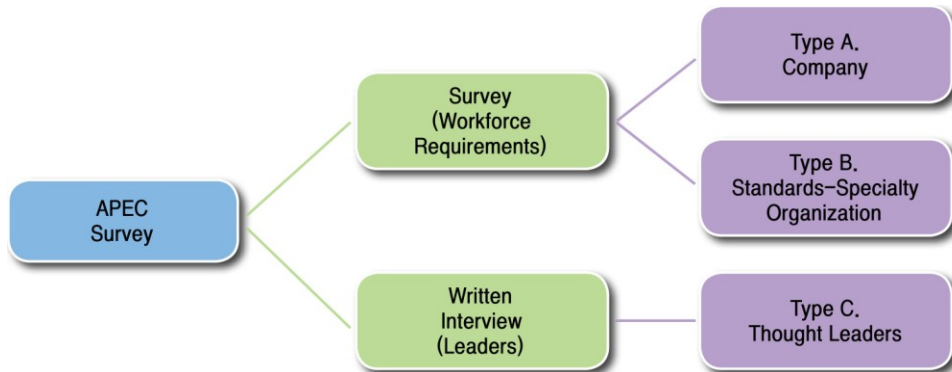 APEC
Survey
Survey
(Workforce
Requirements)
Written
Interview
(Leaders)
Type A.
Company
Type B.
Standards-Specialty
Organization
Type C.
Thought Leaders